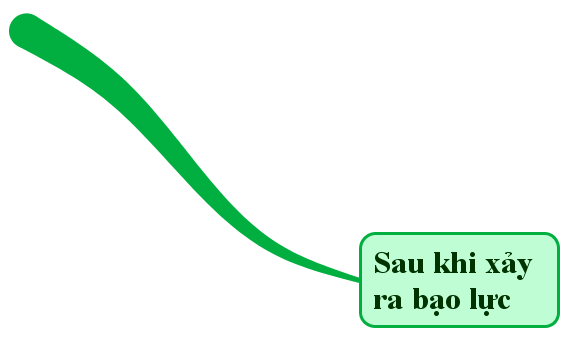 Sau khi xảy
ra bạo lực